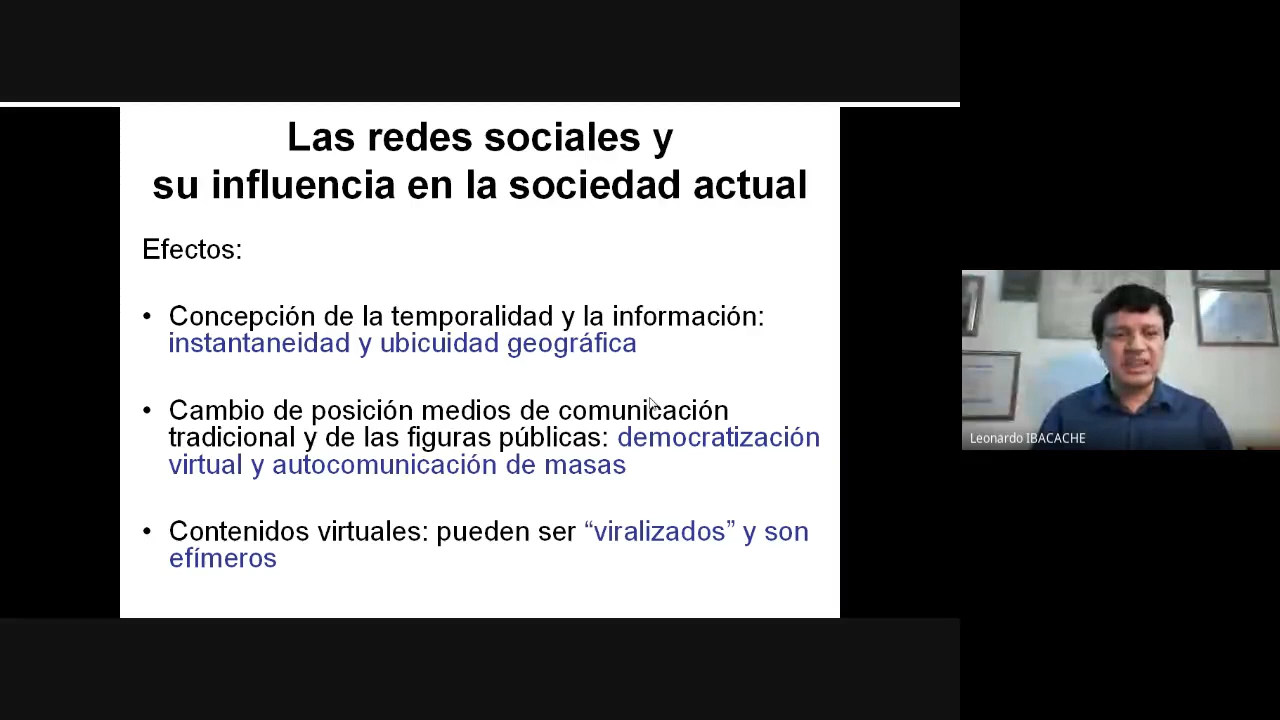 Las redes sociales y
su influencia en la sociedad actual
Efectos:
• Concepción de la temporalidad y la información:
instantaneidad y ubicuidad geográfica
• Cambio de posición medios de comunicación
tradicional y de las figuras públicas: democratización
virtual y autocomunicación de masas
• Contenidos virtuales: pueden ser “viralizados” y son
efímeros
Leonardo IBACACHE